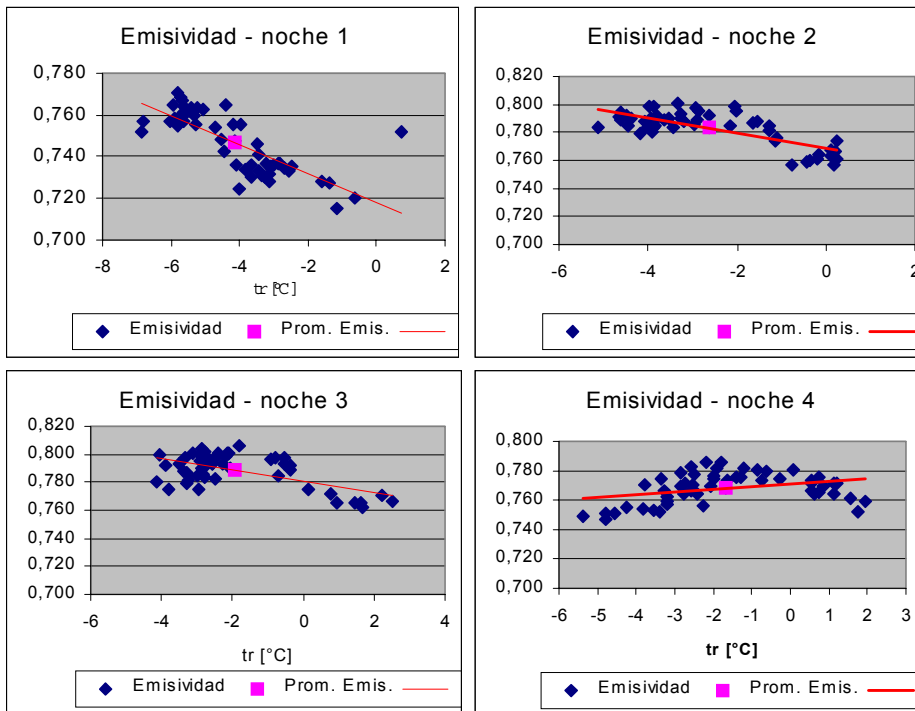 Emisividad - noche 1
0,780
0,760
0,740
0,720
0,700
-8 -6 -4 -2 0 2
tr [°C]
Emisividad Prom. Emis.
Emisividad - noche 2
0,820
0,800
0,780
0,760
0,740
0,720
0,700
-6 -4 -2 0 2
Emisividad Prom. Emis.
Emisividad - noche 3
0,820
0,800
0,780
0,760
0,740
0,720
0,700
-6 -4 -2 0 2 4
tr [°C]
Emisividad Prom. Emis.
Emisividad - noche 4
0,800
0,780
0,760
0,740
0,720
0,700
-6 -5 -4 -3 -2 -1 0 1 2 3
tr [°C]
Emisividad Prom. Emis.